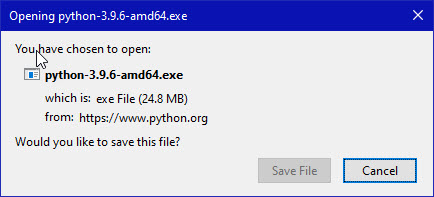 Opening python-3.9.6-amd64.exe
You have chosen to open:
python-3.9.6-amd64.exe
which is: exe File (24.8 MB)
from: https://www.python.org
Would you like to save this file?
Save File Cancel